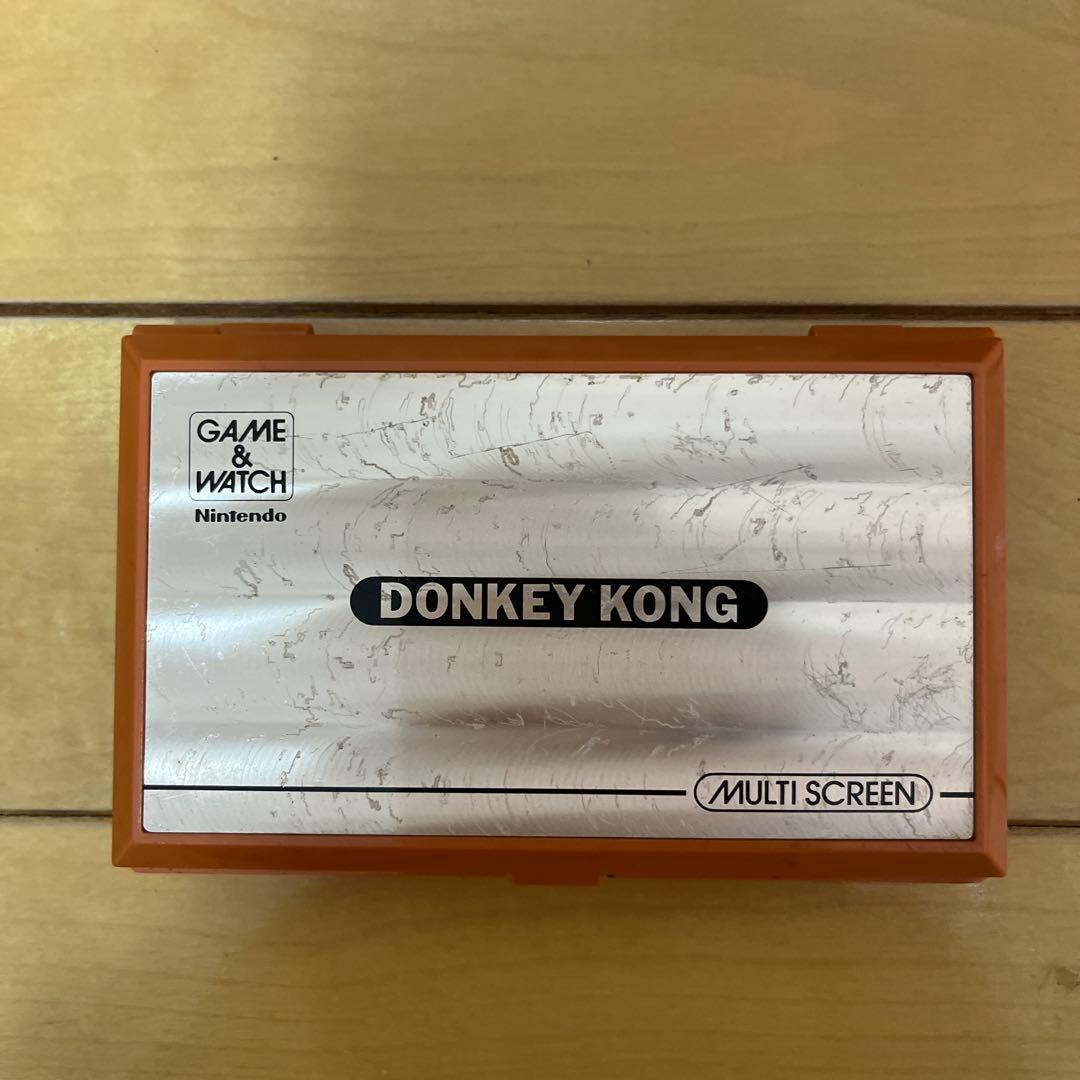 GAME
&
WATCH
Nintendo
DONKEY KONG
MULTI SCREEN